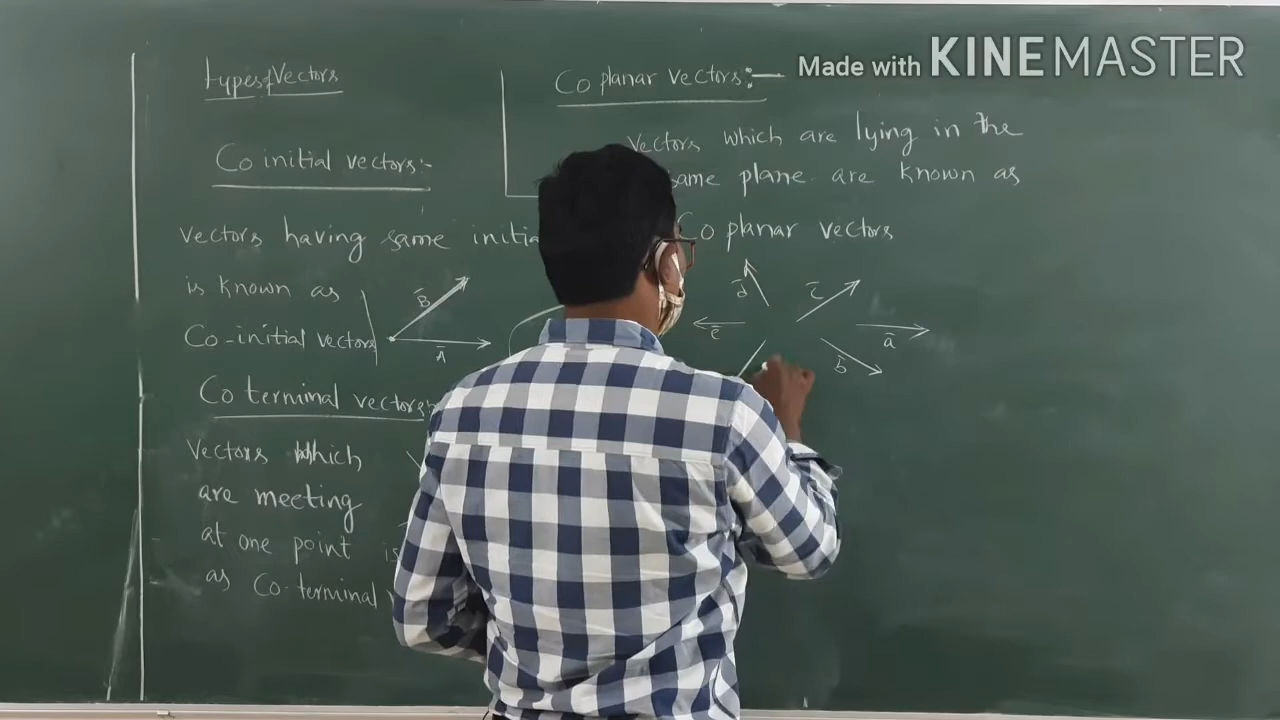 types of Vectors
Co initial vectors:-
vectors having same
is known as
Co-initial vectors
B
A
Co terminal vectors
Vectors which
are meeting
at one point is
as Co-terminal
Co planar vectors:-
Vectors which are lying in the
same plane are known as
Co planar vectors
d
c
e
a
b
Made with KINEMASTER